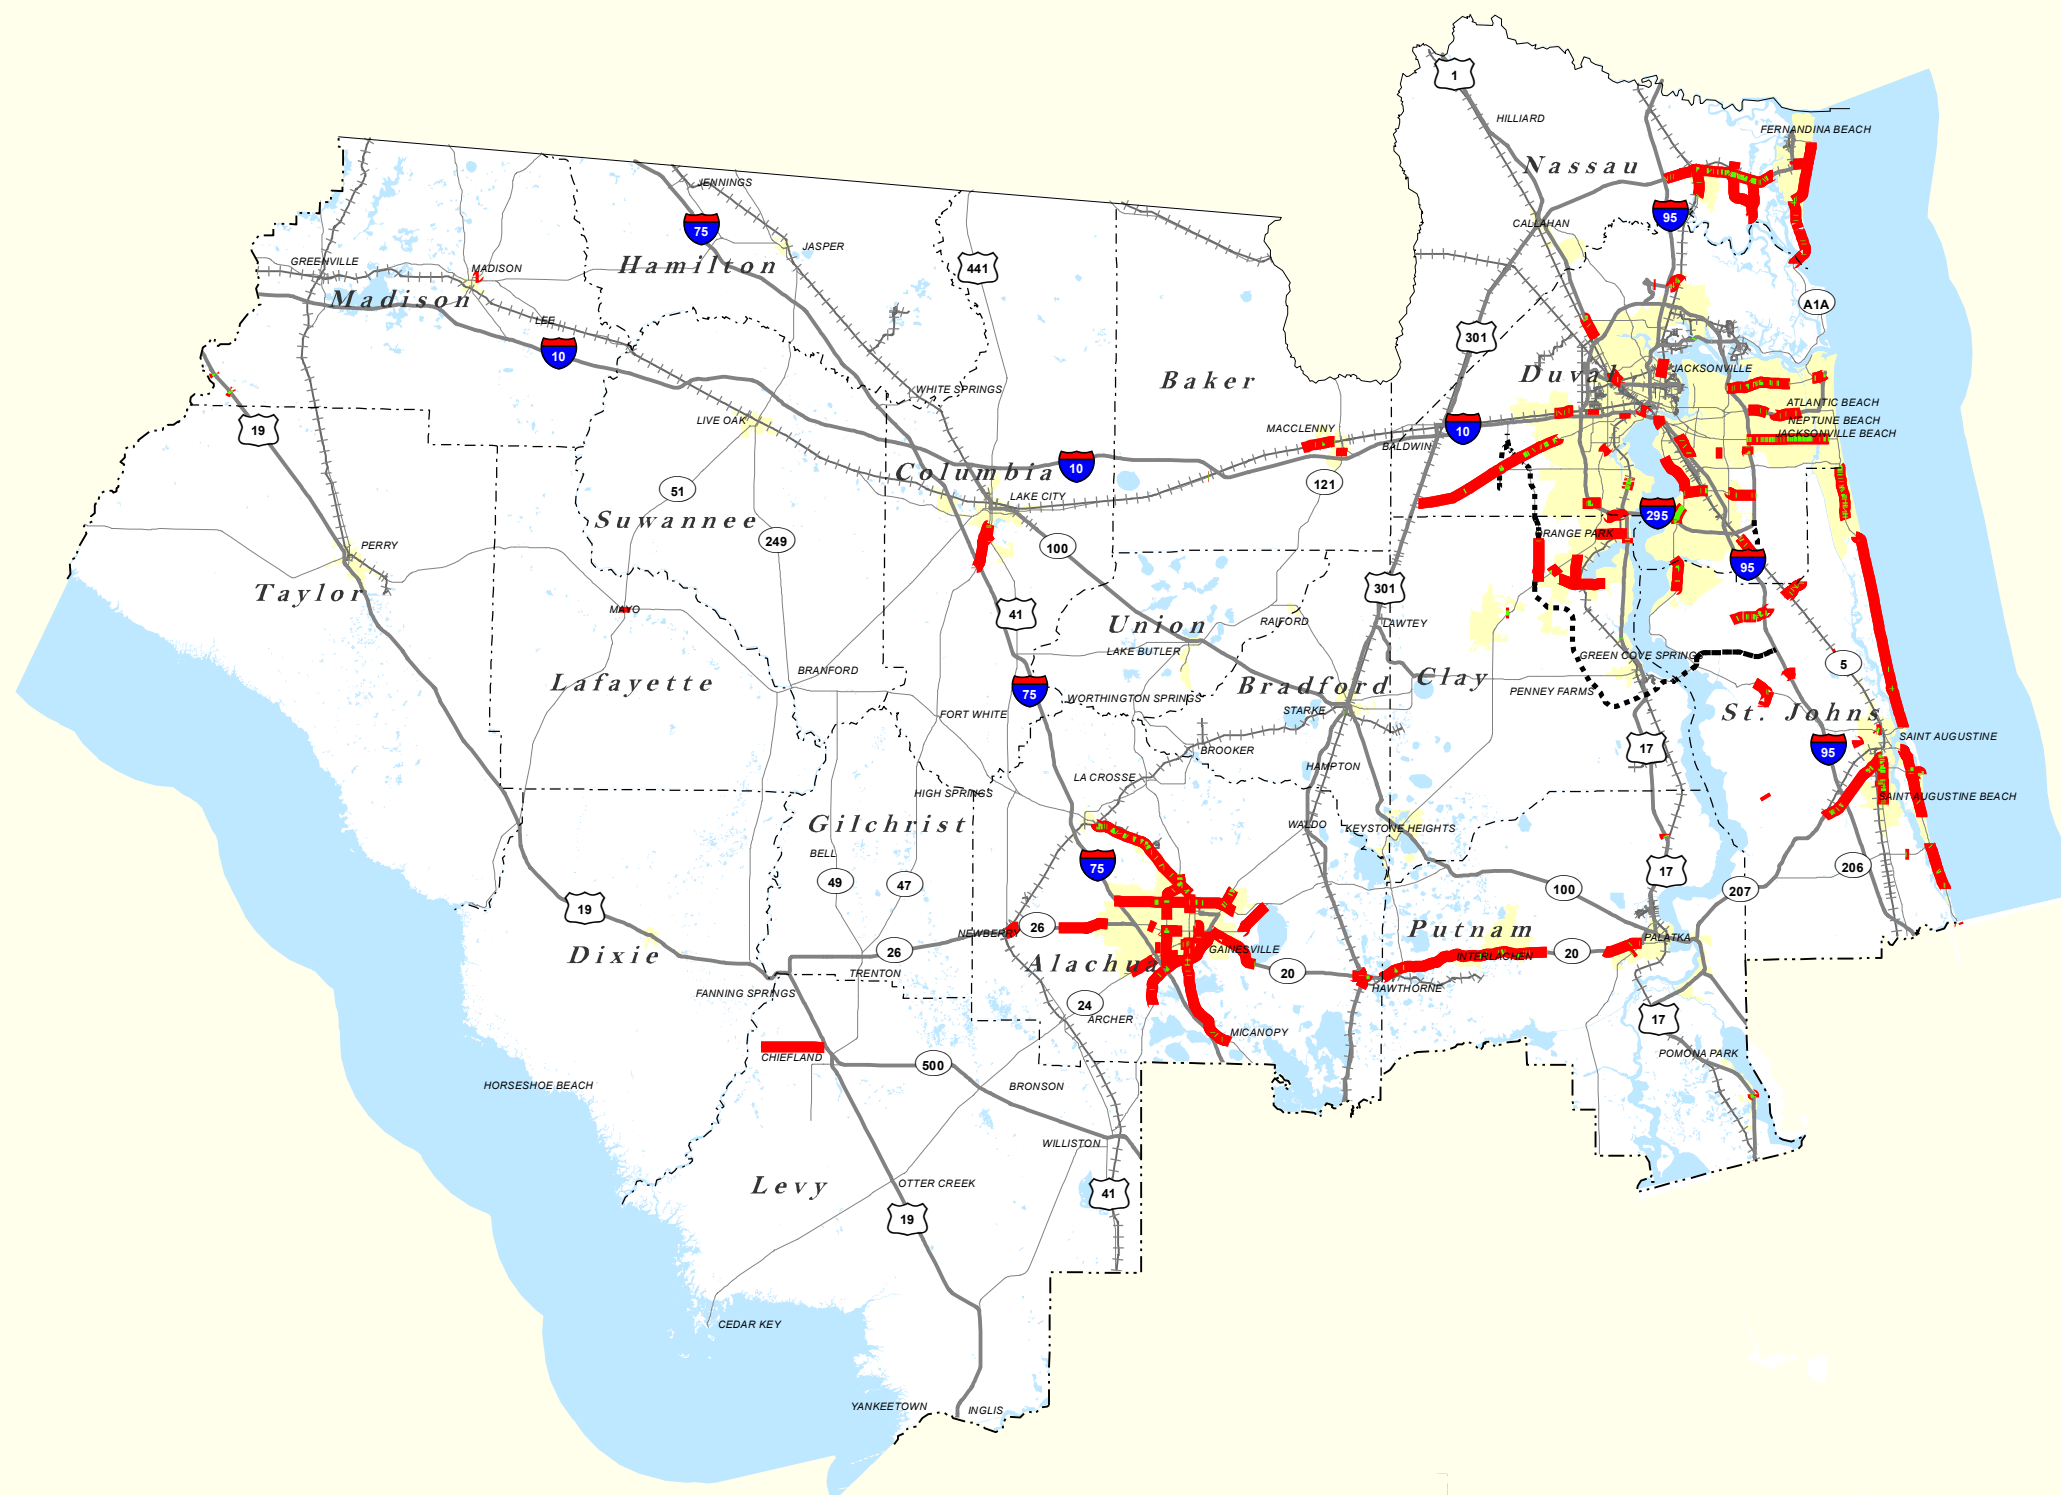 1
HILLIARD
FERNANDINA BEACH
Nassau
JENNINGS
95
CALLAHAN
75
JASPER
GREENVILLE
MADISON
Hamilton
441
Madison
A1A
LEE
301
10
JACKSONVILLE
Duval
Baker
WHITE SPRINGS
ATLANTIC BEACH
LIVE OAK
NEPTUNE BEACH
19
MACCLENNY
10
JACKSONVILLE BEACH
BALDWIN
Columbia
10
51
LAKE CITY
121
Suwannee
295
RANGE PARK
PERRY
249
100
95
Taylor
301
MAYO
41
RAIFORD
LAWTEY
Union
LAKE BUTLER
GREEN COVE SPRINGS
5
BRANFORD
Lafayette
75
WORTHINGTON SPRINGS
Bradford
Clay
PENNEY FARMS
FORT WHITE
STARKE
St. Johns
SAINT AUGUSTINE
BROOKER
17
95
HAMPTON
LA CROSSE
HIGH SPRINGS
SAINT AUGUSTINE BEACH
Gilchrist
WALDO
KEYSTONE HEIGHTS
BELL
75
206
17
49
47
100
207
19
NEWBERRY
26
Putnam
PALATKA
26
GAINESVILLE
Dixie
Alachua
INTERLACHEN
20
TRENTON
20
FANNING SPRINGS
HAWTHORNE
24
ARCHER
17
MICANOPY
CHIEFLAND
POMONA PARK
500
HORSESHOE BEACH
BRONSON
WILLISTON
Levy
OTTER CREEK
41
19
CEDAR KEY
YANKEETOWN
INGLIS